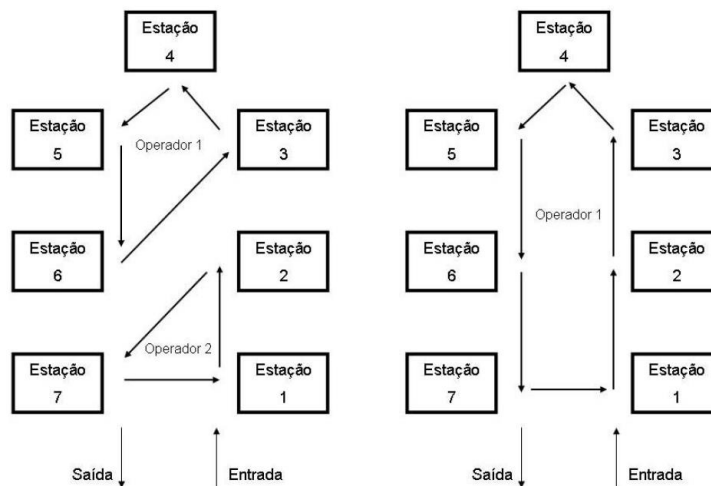 Estação
4
Estação
5
Operador 1
Estação
3
Estação
6
Estação
2
Operador 2
Estação
7
Estação
1
Saída
Entrada
Estação
4
Estação
5
Estação
3
Operador 1
Estação
6
Estação
2
Estação
7
Estação
1
Saída
Entrada